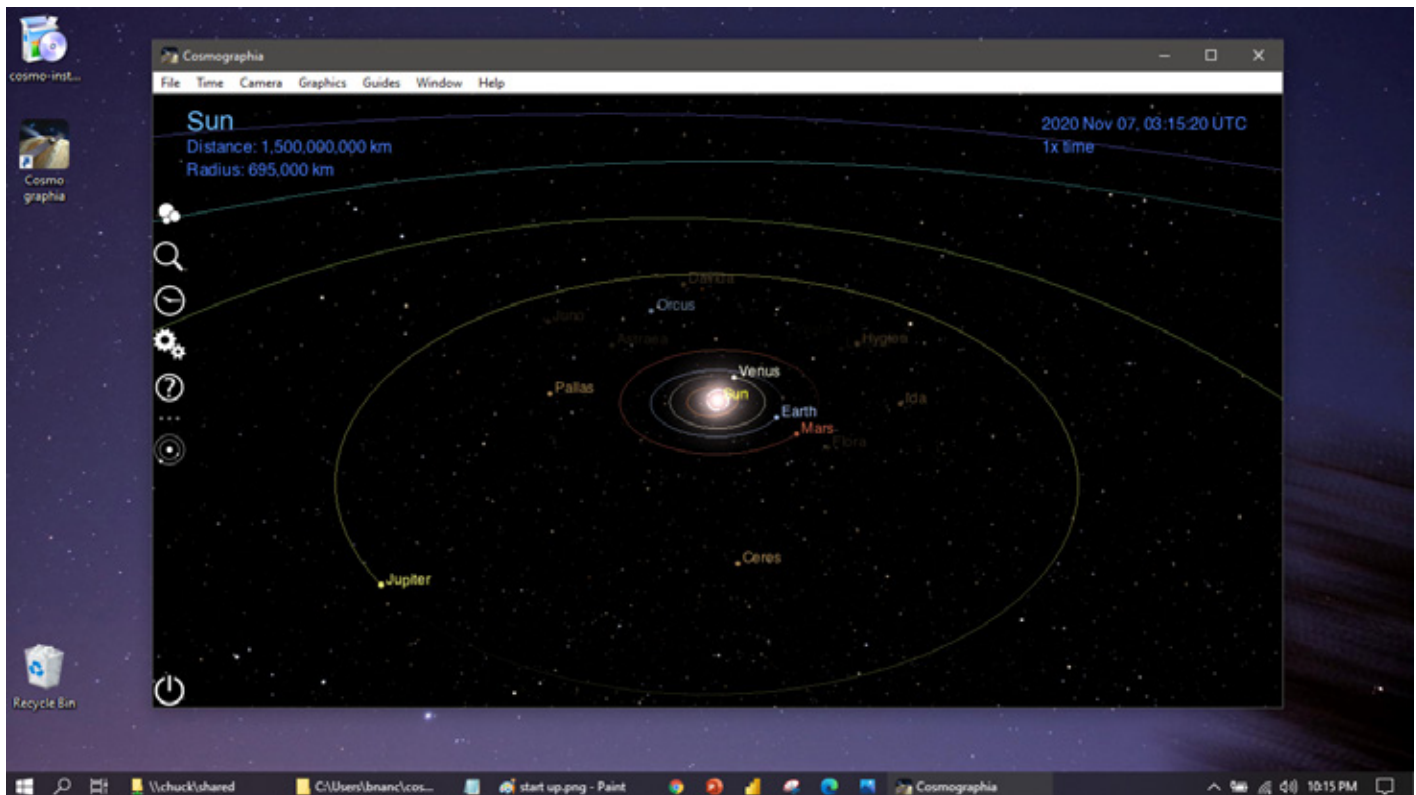 cosmo-inst...
Cosmo
graphia
Recycle Bin
Cosmographia
File Time Camera Graphics Guides Window Help
Sun
Distance: 1,500,090,000 km
Radius: 695,000 km
2020 Nov 07, 03:15:20 UTC
1x time
Davida
Orcus
Juno
Astraea
Hygiea
Venus
Pallas
Sun
Ida
Earth
Mars
Flora
Ceres
Jupiter
\\chuck\shared
C:\Users\bnanc\cos...
start up.png - Paint
Cosmographia
10:15 PM